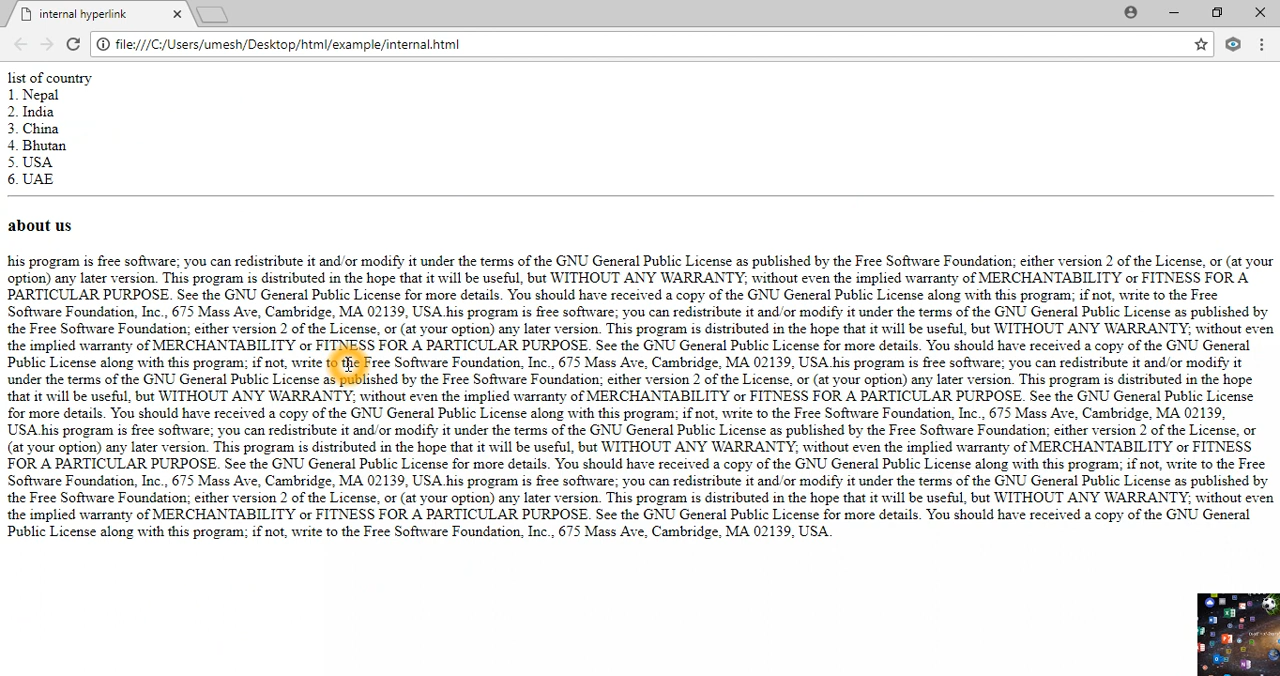 internal hyperlink
file:///C:/Users/umesh/Desktop/html/example/internal.html
list of country
1. Nepal
2. India
3. China
4. Bhutan
5. USA
6. UAE
about us
his program is free software; you can redistribute it and/or modify it under the terms of the GNU General Public License as published by the Free Software Foundation; either version 2 of the License, or (at your
option) any later version. This program is distributed in the hope that it will be useful, but WITHOUT ANY WARRANTY; without even the implied warranty of MERCHANTABILITY or FITNESS FOR A
PARTICULAR PURPOSE. See the GNU General Public License for more details. You should have received a copy of the GNU General Public License along with this program; if not, write to the Free
Software Foundation, Inc., 675 Mass Ave, Cambridge, MA 02139, USA.his program is free software; you can redistribute it and/or modify it under the terms of the GNU General Public License as published by
the Free Software Foundation; either version 2 of the License, or (at your option) any later version. This program is distributed in the hope that it will be useful, but WITHOUT ANY WARRANTY; without even
the implied warranty of MERCHANTABILITY or FITNESS FOR A PARTICULAR PURPOSE. See the GNU General Public License for more details. You should have received a copy of the GNU General
Public License along with this program; if not, write to the Free Software Foundation, Inc., 675 Mass Ave, Cambridge, MA 02139, USA.his program is free software; you can redistribute it and/or modify it
under the terms of the GNU General Public License as published by the Free Software Foundation; either version 2 of the License, or (at your option) any later version. This program is distributed in the hope
that it will be useful, but WITHOUT ANY WARRANTY; without even the implied warranty of MERCHANTABILITY or FITNESS FOR A PARTICULAR PURPOSE. See the GNU General Public License
for more details. You should have received a copy of the GNU General Public License along with this program; if not, write to the Free Software Foundation, Inc., 675 Mass Ave, Cambridge, MA 02139,
USA.his program is free software; you can redistribute it and/or modify it under the terms of the GNU General Public License as published by the Free Software Foundation; either version 2 of the License, or
(at your option) any later version. This program is distributed in the hope that it will be useful, but WITHOUT ANY WARRANTY; without even the implied warranty of MERCHANTABILITY or FITNESS
FOR A PARTICULAR PURPOSE. See the GNU General Public License for more details. You should have received a copy of the GNU General Public License along with this program; if not, write to the Free
Software Foundation, Inc., 675 Mass Ave, Cambridge, MA 02139, USA.his program is free software; you can redistribute it and/or modify it under the terms of the GNU General Public License as published by
the Free Software Foundation; either version 2 of the License, or (at your option) any later version. This program is distributed in the hope that it will be useful, but WITHOUT ANY WARRANTY; without even
the implied warranty of MERCHANTABILITY or FITNESS FOR A PARTICULAR PURPOSE. See the GNU General Public License for more details. You should have received a copy of the GNU General
Public License along with this program; if not, write to the Free Software Foundation, Inc., 675 Mass Ave, Cambridge, MA 02139, USA.